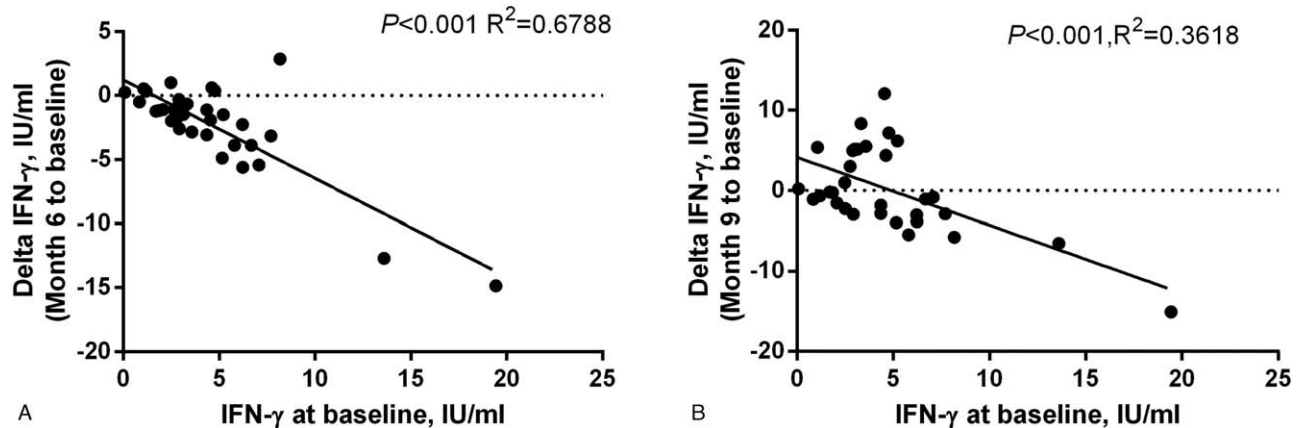 P<0.001 R²=0.6788
5
0
-5
-10
-15
-20
0 5 10 15 20 25
Delta IFN-γ, IU/ml
(Month 6 to baseline)
IFN-γ at baseline, IU/ml
A
P<0.001,R²=0.3618
20
10
0
-10
-20
0 5 10 15 20 25
Delta IFN-γ, IU/ml
(Month 9 to baseline)
IFN-γ at baseline, IU/ml
B